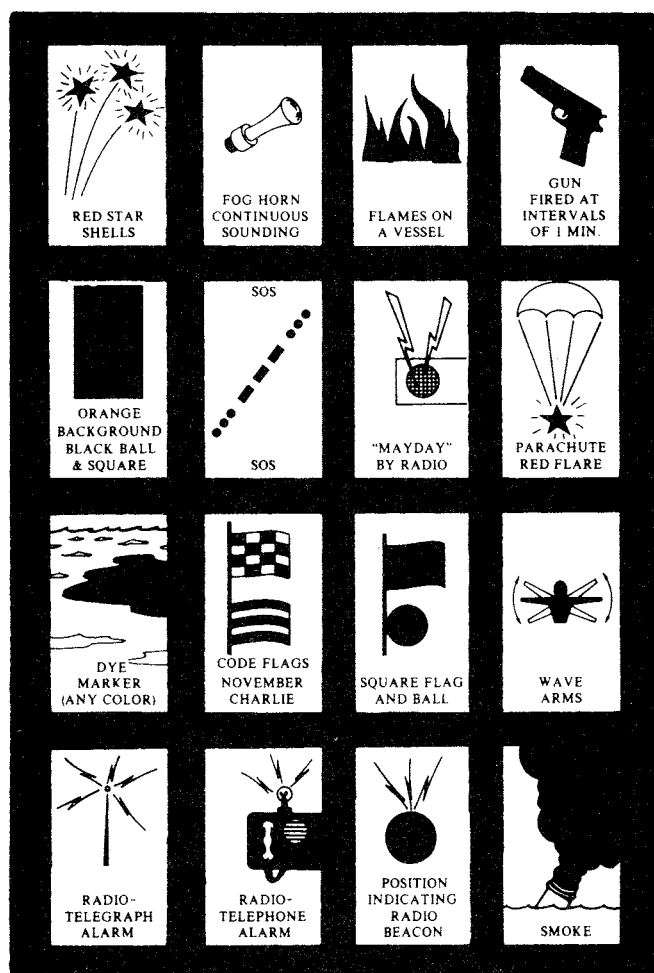 RED STAR
SHELLS
FOG HORN
CONTINUOUS
SOUNDING
FLAMES ON
A VESSEL
GUN
FIRED AT
INTERVALS
OF 1 MIN.
ORANGE
BACKGROUND
BLACK BALL
& SQUARE
SOS
SOS
"MAYDAY"
BY RADIO
PARACHUTE
RED FLARE
DYE
MARKER
(ANY COLOR)
CODE FLAGS
NOVEMBER
CHARLIE
SQUARE FLAG
AND BALL
WAVE
ARMS
RADIO-
TELEGRAPH
ALARM
RADIO-
TELEPHONE
ALARM
POSITION
INDICATING
RADIO
BEACON
SMOKE